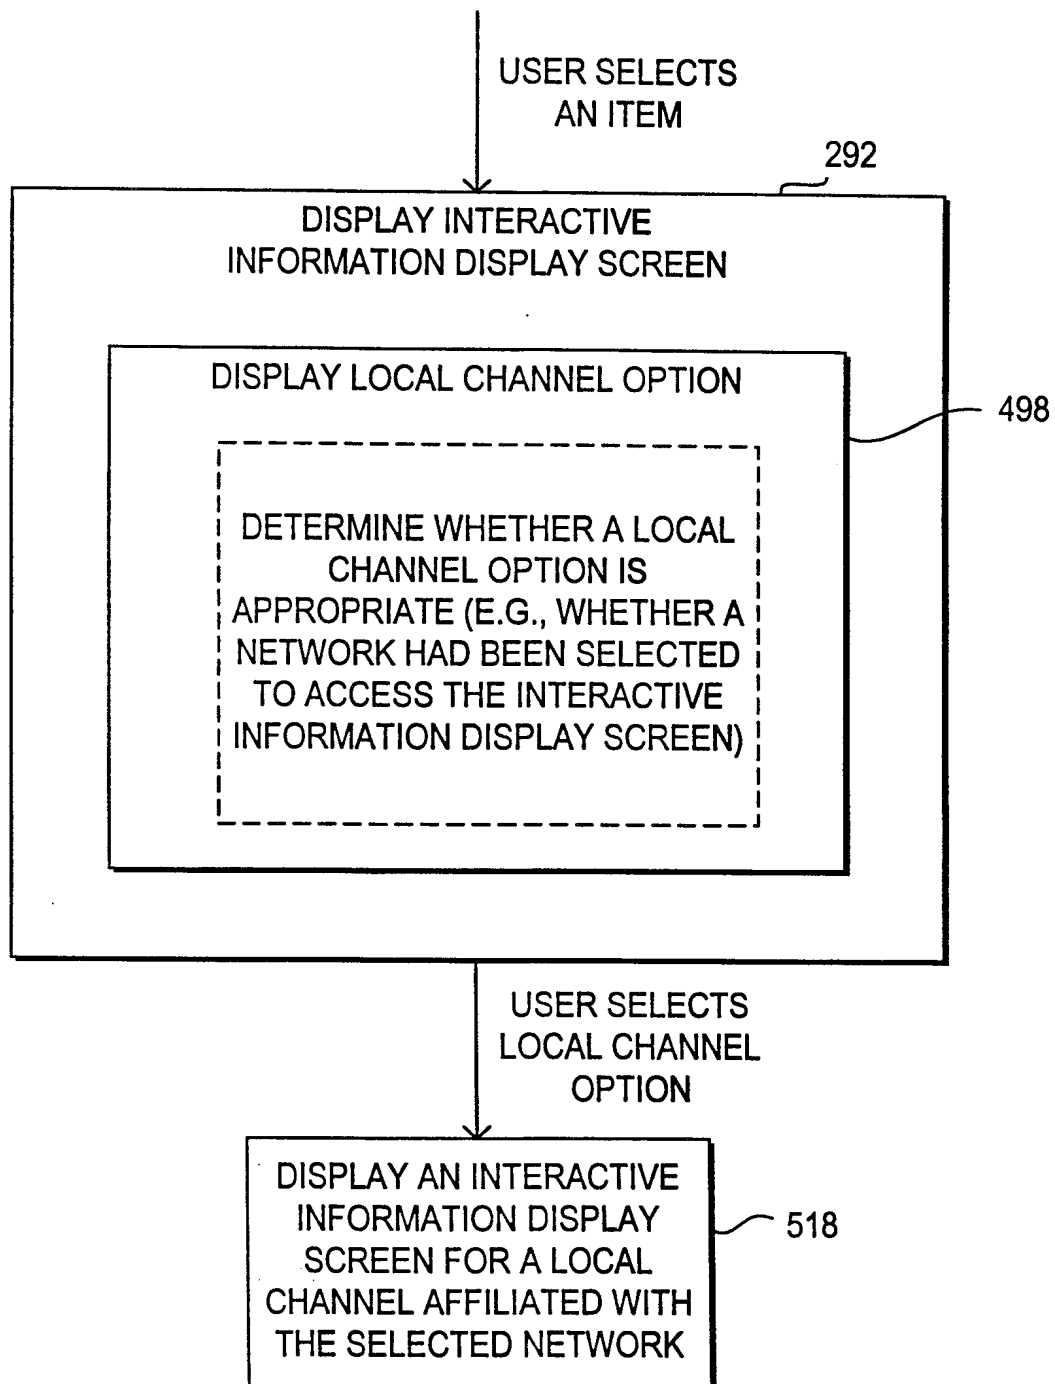 USER SELECTS
AN ITEM
292
DISPLAY INTERACTIVE
INFORMATION DISPLAY SCREEN
DISPLAY LOCAL CHANNEL OPTION
498
DETERMINE WHETHER A LOCAL
CHANNEL OPTION IS
APPROPRIATE (E.G., WHETHER A
NETWORK HAD BEEN SELECTED
TO ACCESS THE INTERACTIVE
INFORMATION DISPLAY SCREEN)
USER SELECTS
LOCAL CHANNEL
OPTION
DISPLAY AN INTERACTIVE
INFORMATION DISPLAY
SCREEN FOR A LOCAL
CHANNEL AFFILIATED WITH
THE SELECTED NETWORK
518